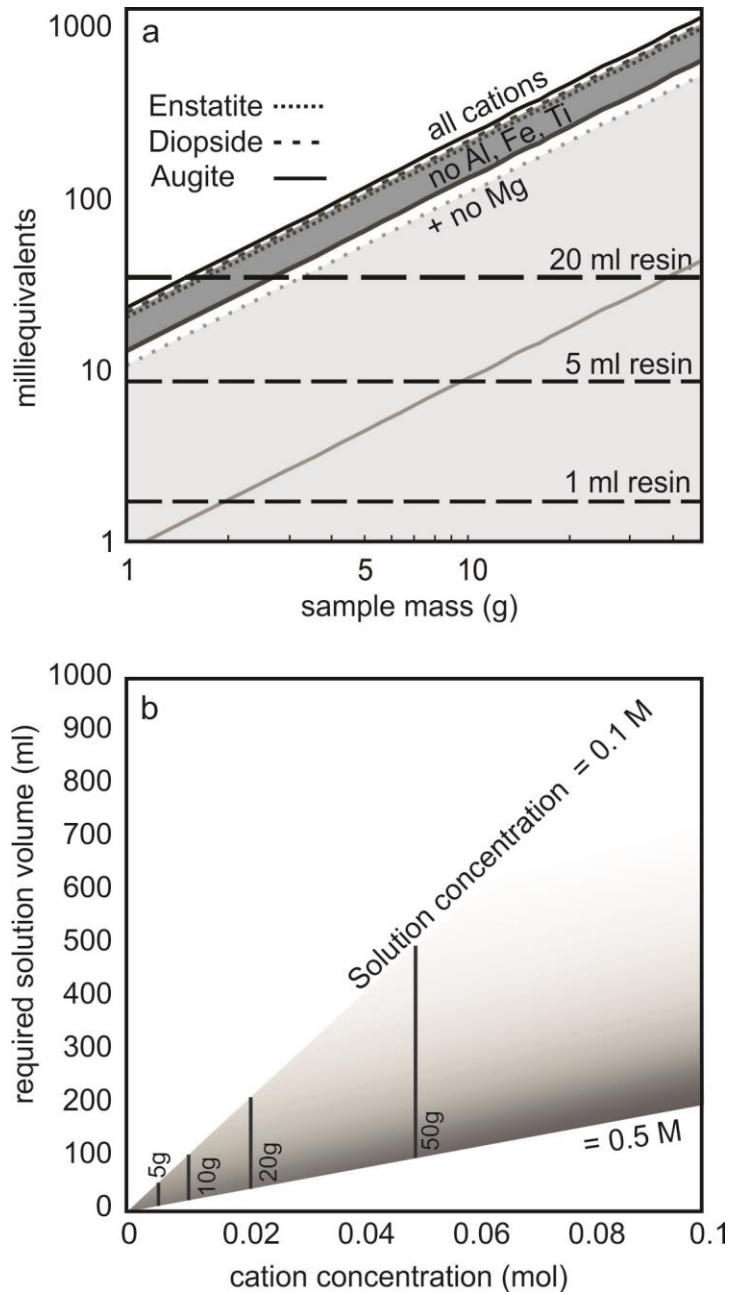 1000
a
all cations
Enstatite
Diopside
Augite
no Al, Fe, Ti
+ no Mg
100
20 ml resin
milliequivalents
10
5 ml resin
1 ml resin
1
1
5
10
sample mass (g)
1000
b
900
= 0.1 M
800
700
Solution concentration
600
required solution volume (ml)
500
400
300
200
100
5g
10g
20g
50g
= 0.5 M
0
0
0.02
0.04
0.06
0.08
0.1
cation concentration (mol)